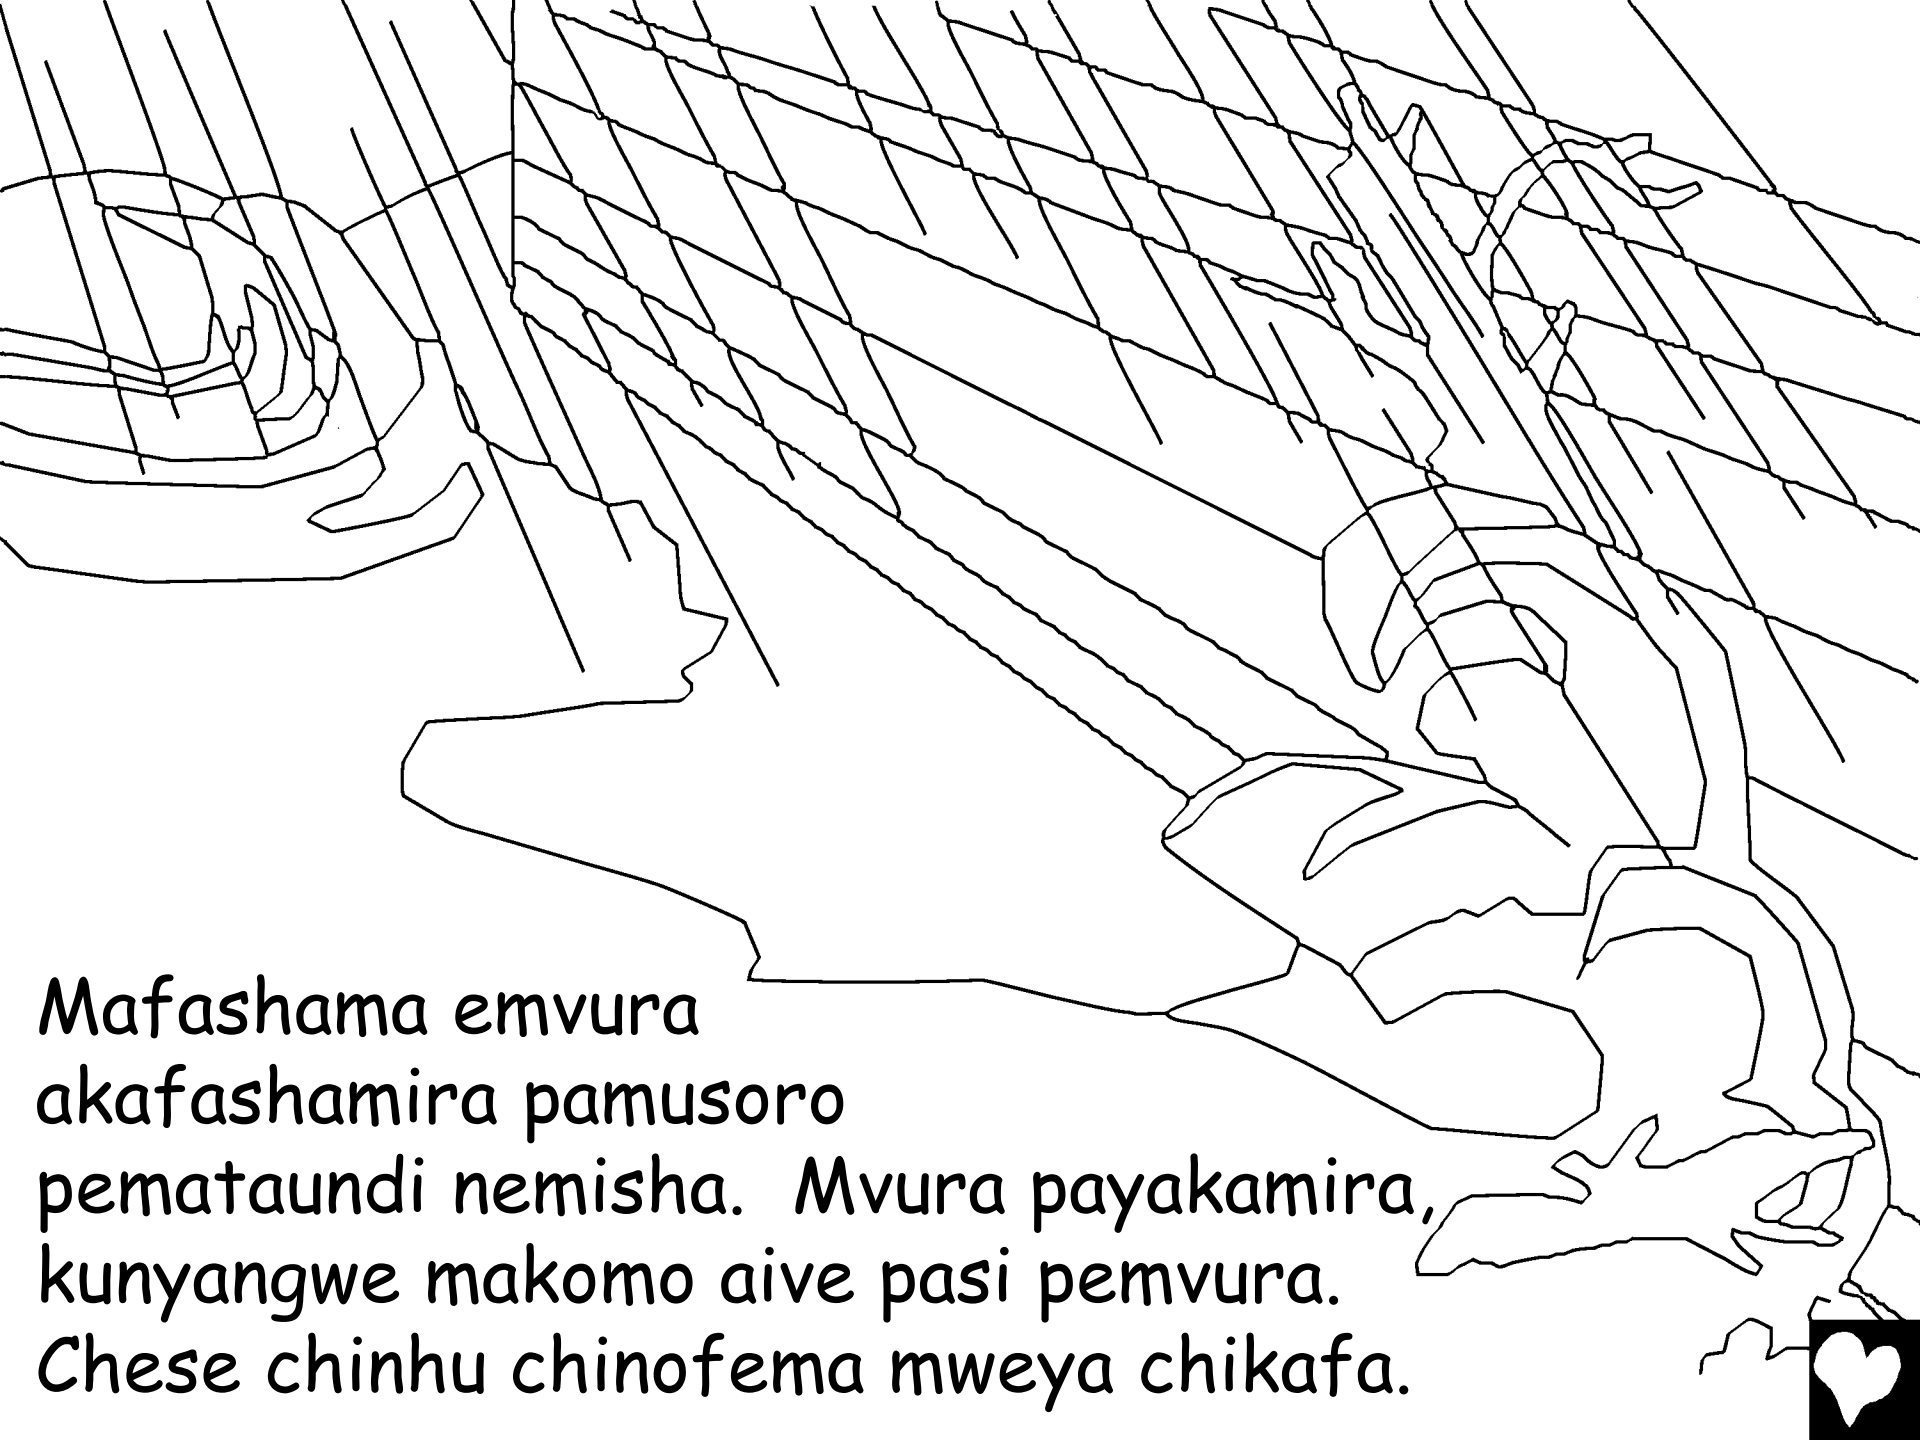 Mafashama emvura
akafashamira pamusoro
pemataundi nemisha. Mvura payakamira,
kunyangwe makomo aive pasi pemvura.
Chese chinhu chinofema mweya chikafa.